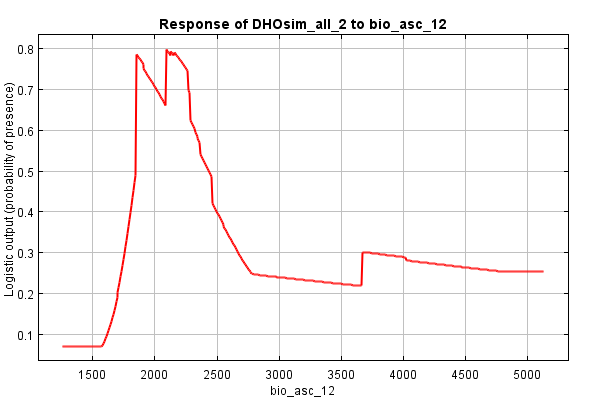 Response of DHOsim_all_2 to bio_asc_12
Logistic output (probability of presence)
0.8
0.7
0.6
0.5
0.4
0.3
0.2
0.1
1500 2000 2500 3000 3500 4000 4500 5000
bio_asc_12